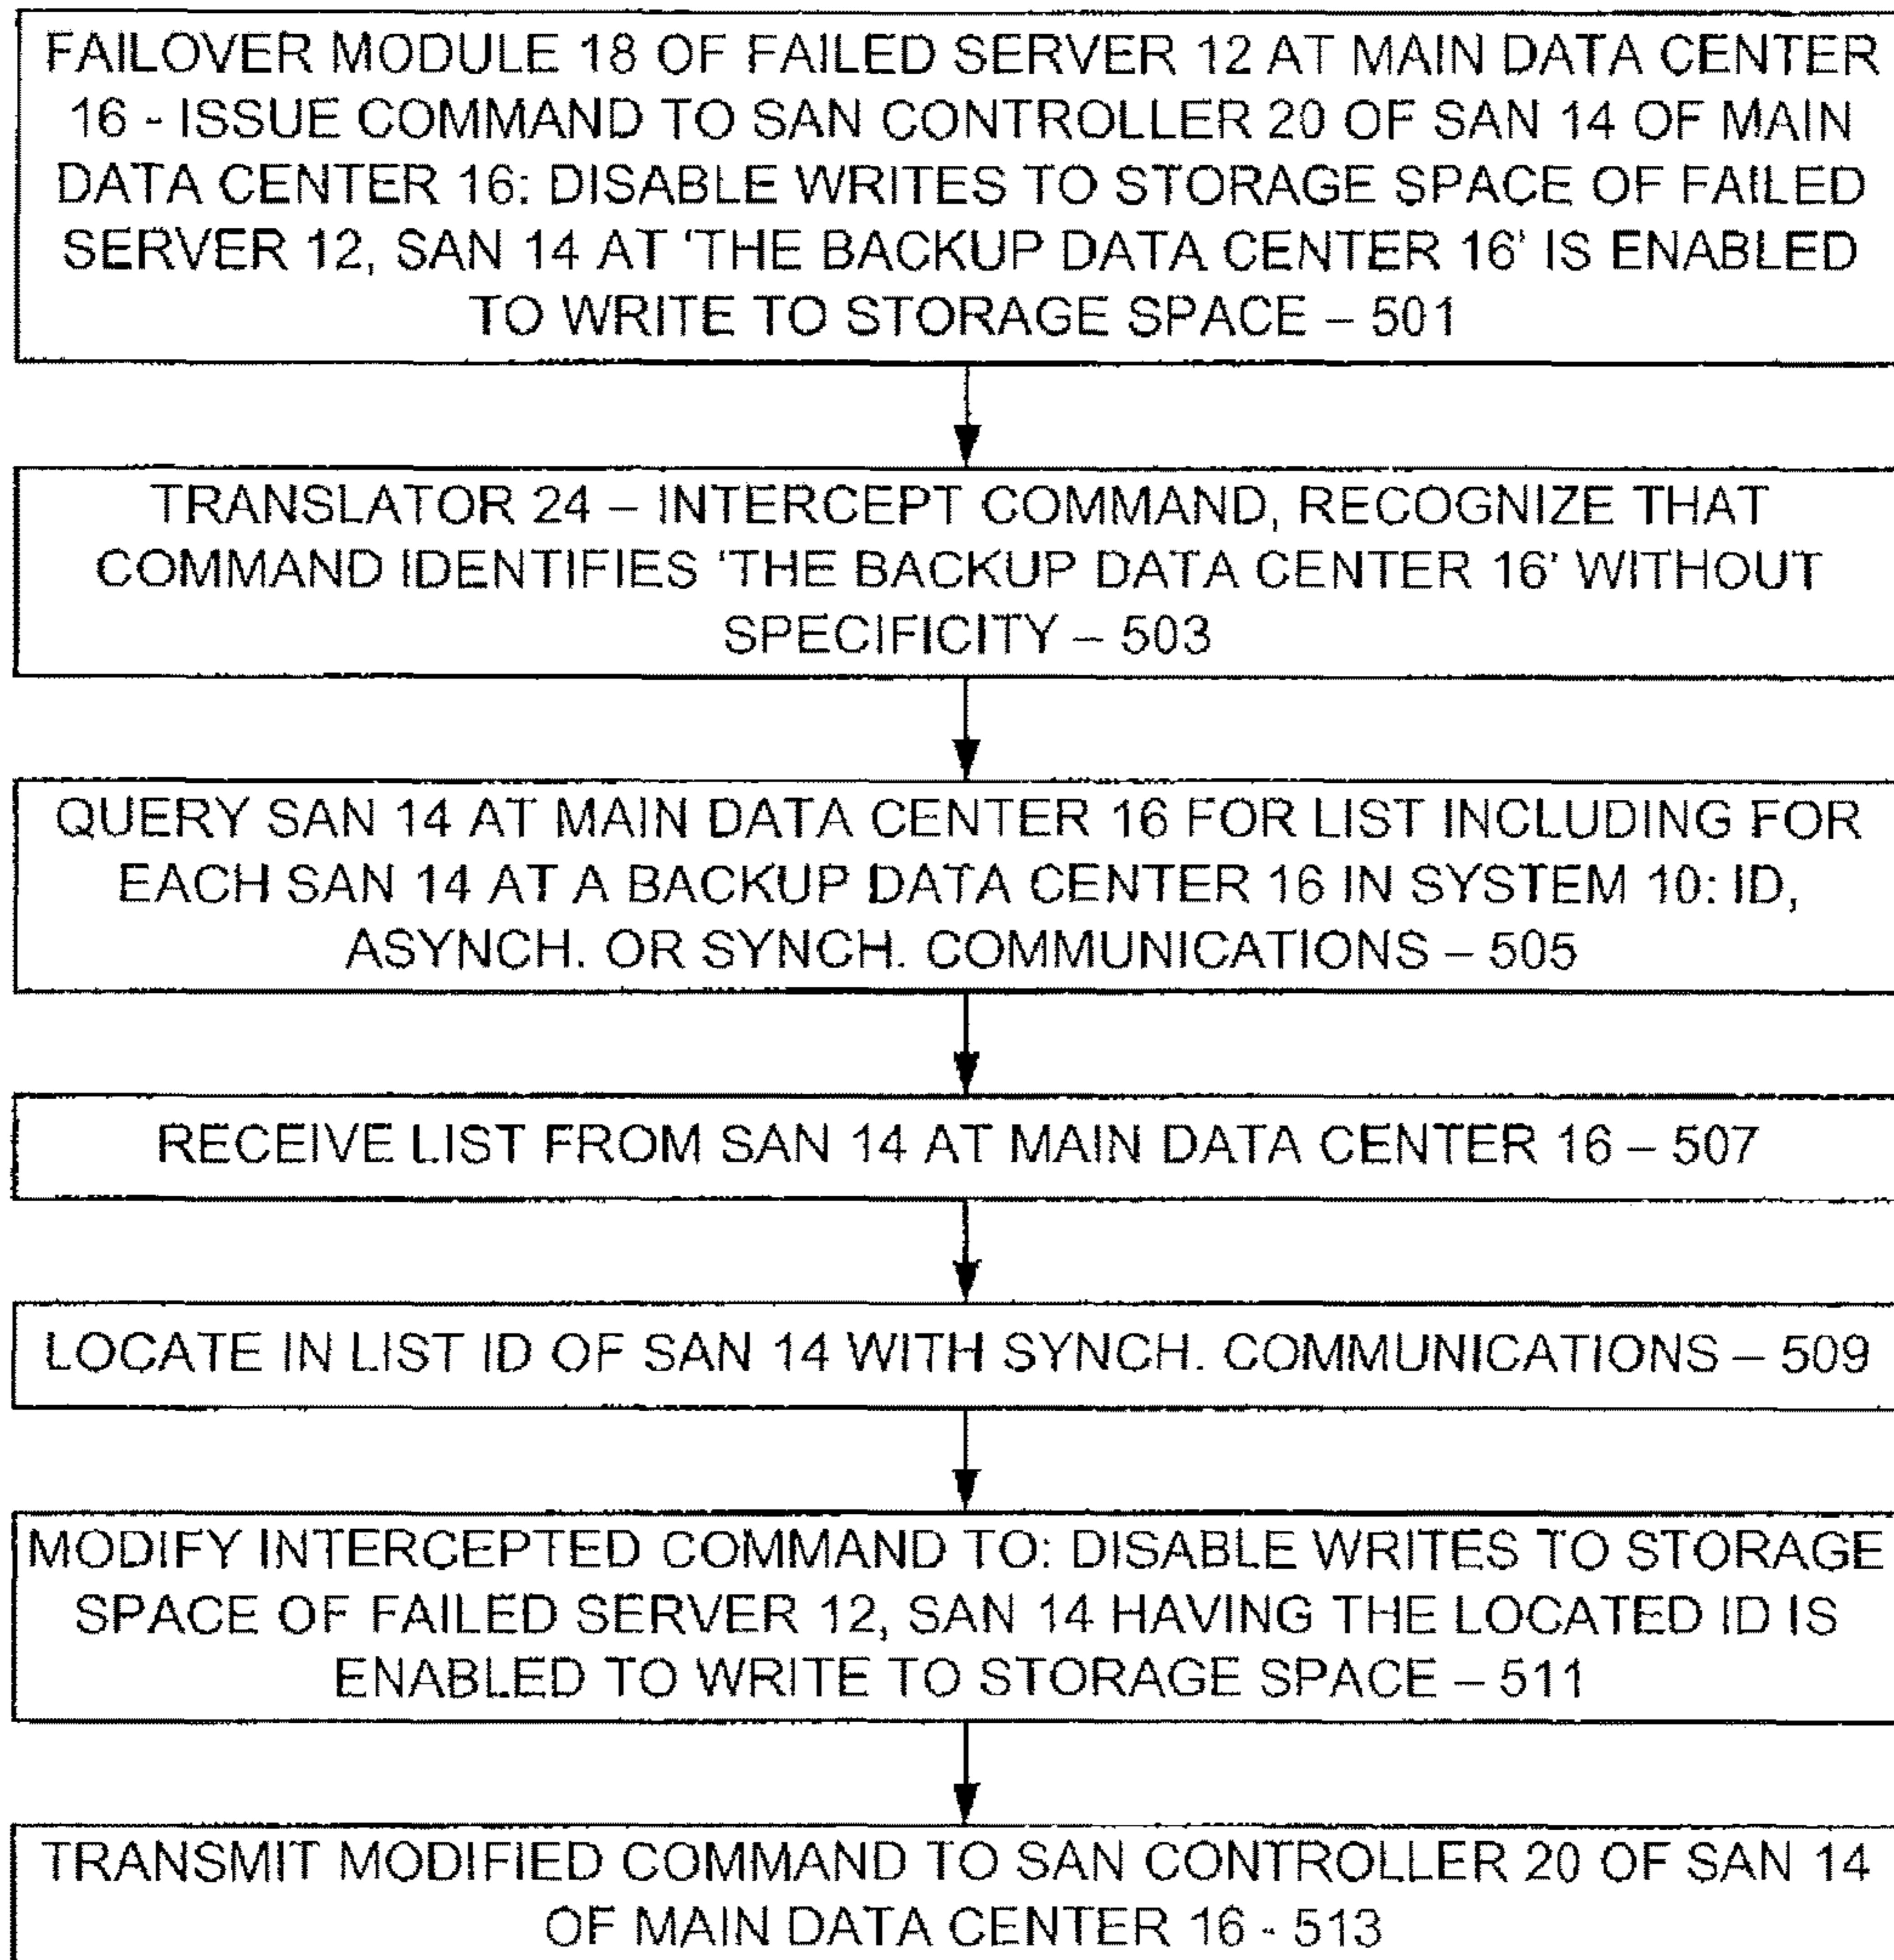 FAILOVER MODULE 18 OF FAILED SERVER 12 AT MAIN DATA CENTER
16 - ISSUE COMMAND TO SAN CONTROLLER 20 OF SAN 14 OF MAIN
DATA CENTER 16: DISABLE WRITES TO STORAGE SPACE OF FAILED
SERVER 12, SAN 14 AT 'THE BACKUP DATA CENTER 16' IS ENABLED
TO WRITE TO STORAGE SPACE – 501
TRANSLATOR 24 – INTERCEPT COMMAND, RECOGNIZE THAT
COMMAND IDENTIFIES 'THE BACKUP DATA CENTER 16' WITHOUT
SPECIFICITY – 503
QUERY SAN 14 AT MAIN DATA CENTER 16 FOR LIST INCLUDING FOR
EACH SAN 14 AT A BACKUP DATA CENTER 16 IN SYSTEM 10: ID,
ASYNCH. OR SYNCH. COMMUNICATIONS – 505
RECEIVE LIST FROM SAN 14 AT MAIN DATA CENTER 16 – 507
LOCATE IN LIST ID OF SAN 14 WITH SYNCH. COMMUNICATIONS – 509
MODIFY INTERCEPTED COMMAND TO: DISABLE WRITES TO STORAGE
SPACE OF FAILED SERVER 12, SAN 14 HAVING THE LOCATED ID IS
ENABLED TO WRITE TO STORAGE SPACE – 511
TRANSMIT MODIFIED COMMAND TO SAN CONTROLLER 20 OF SAN 14
OF MAIN DATA CENTER 16 - 513